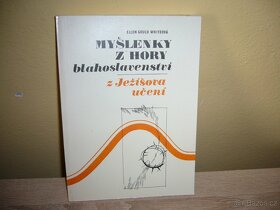 ELLEN GOULD WHITEOVÁ
MYŠLENKY
Z HORY
blahoslavenství
z Ježíšova
učení